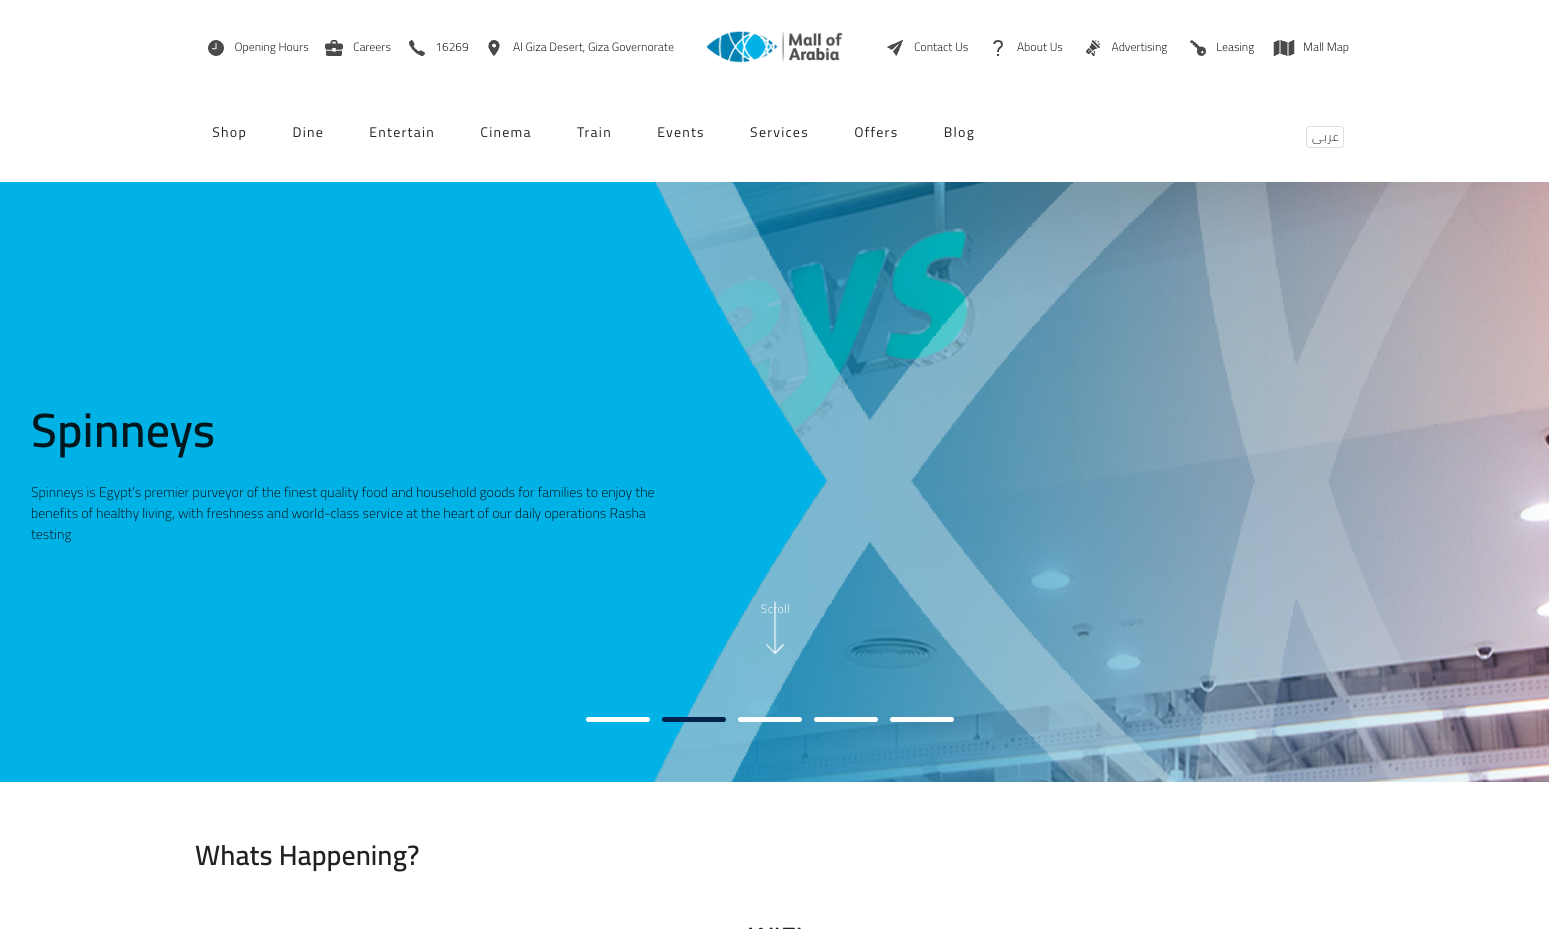 Opening Hours
Careers
16269
Al Giza Desert, Giza Governorate
Mall of
Arabia
Contact Us
About Us
Advertising
Leasing
Mall Map
Shop
Dine
Entertain
Cinema
Train
Events
Services
Offers
Blog
عربى
ys
Spinneys
Spinneys is Egypt's premier purveyor of the finest quality food and household goods for families to enjoy the
benefits of healthy living, with freshness and world-class service at the heart of our daily operations Rasha
testing
Scroll
Whats Happening?